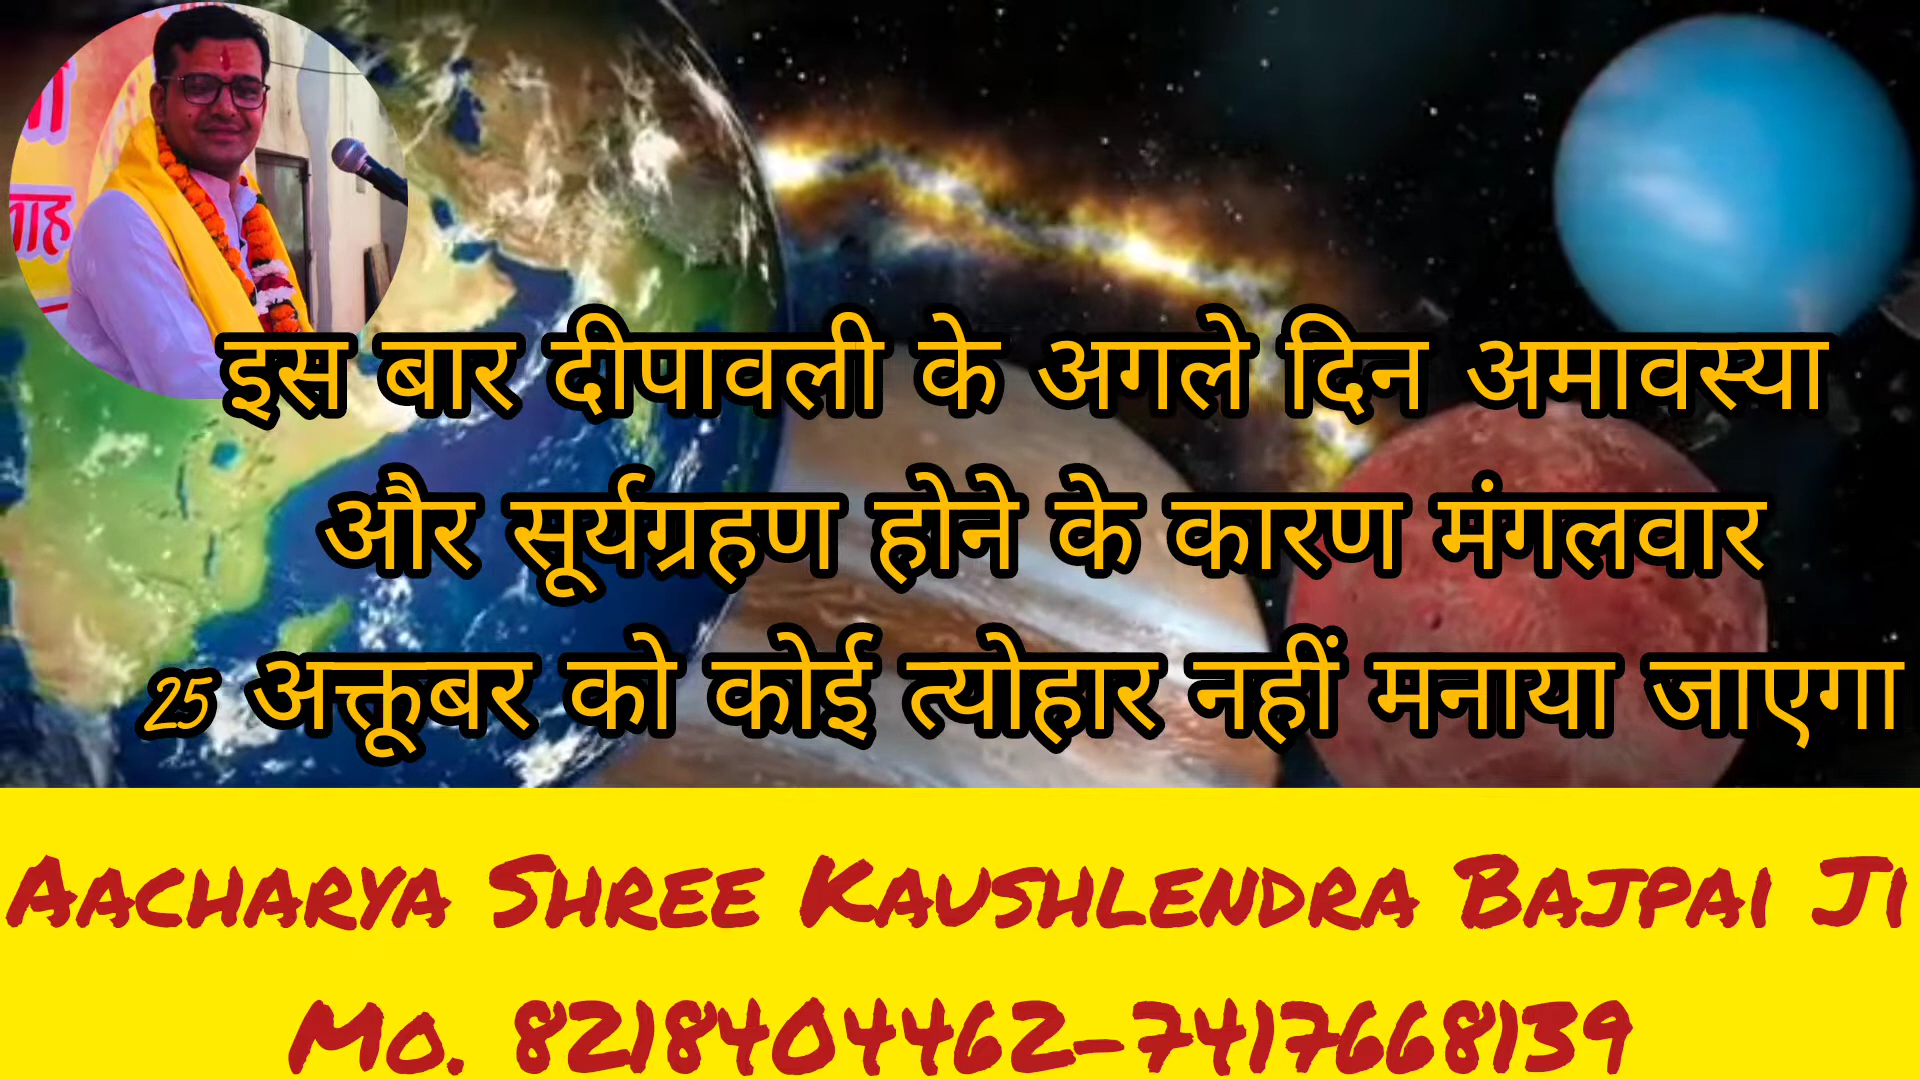 इस बार दीपावली के अगले दिन अमावस्या
और सूर्यग्रहण होने के कारण मंगलवार
25 अक्तूबर को कोई त्योहार नहीं मनाया जाएगा
Aacharya Shree Kaushlendra Bajpai Ji
Mo. 8218404462-7417668139